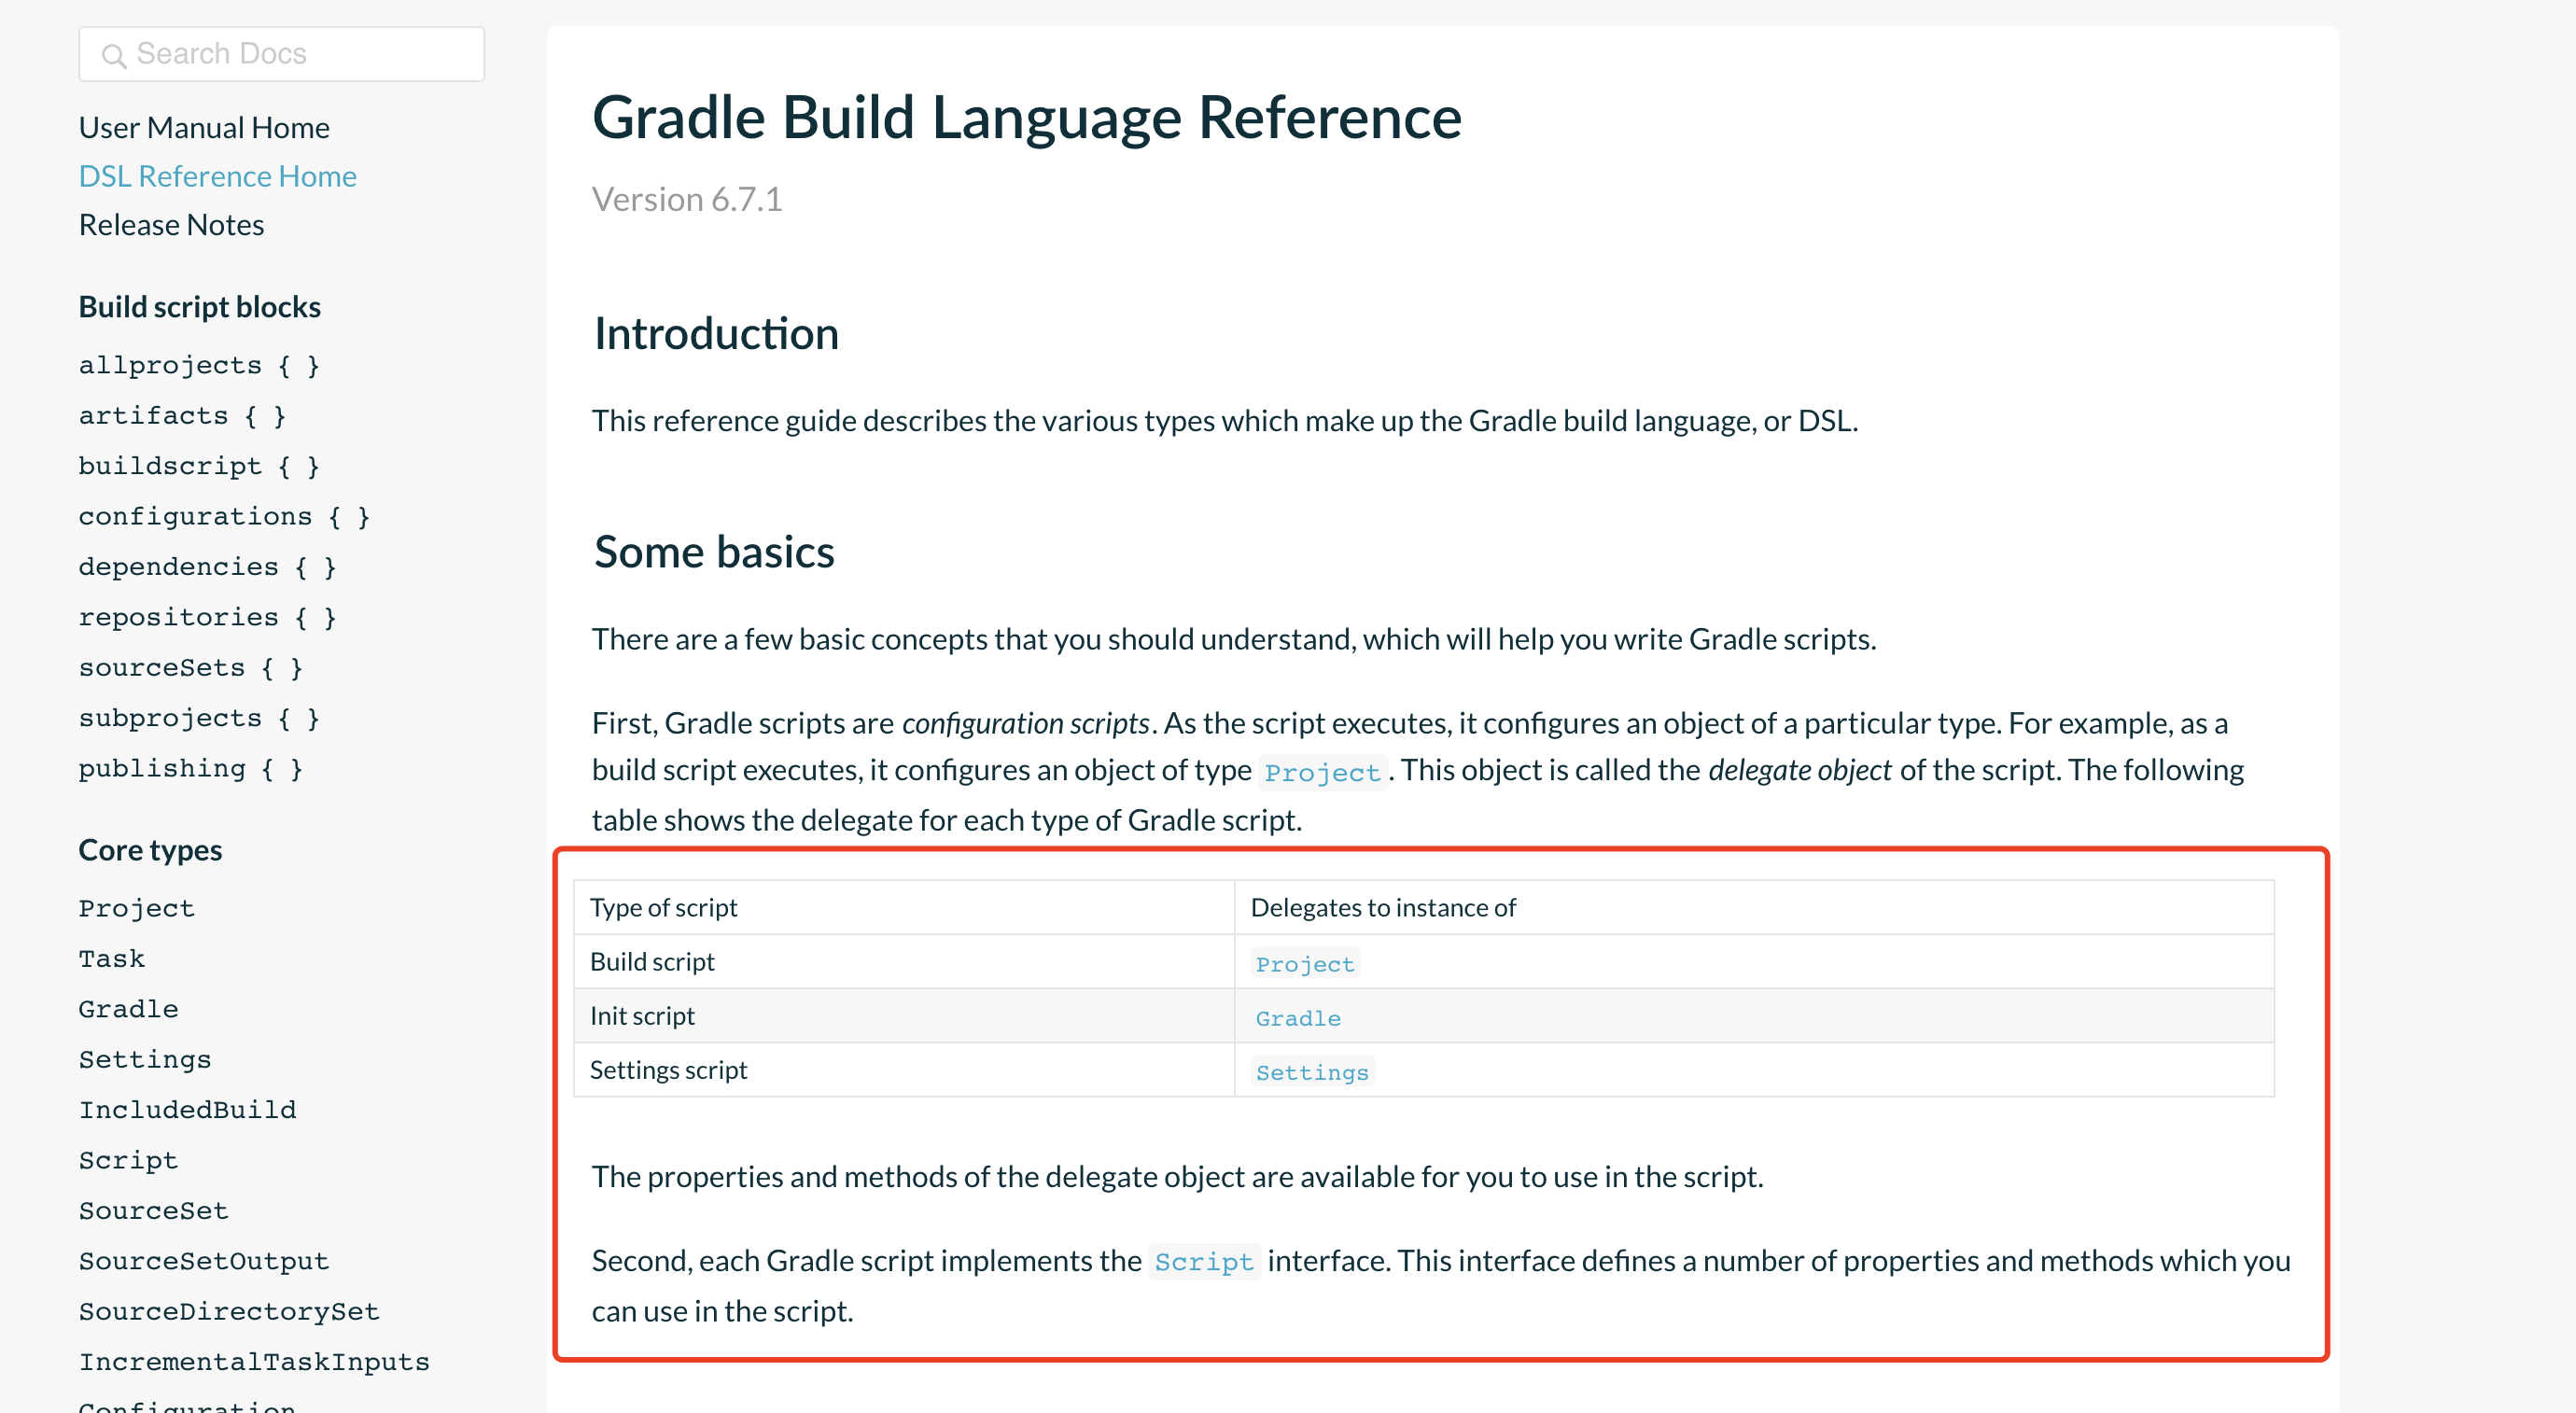 Search Docs
User Manual Home
DSL Reference Home
Release Notes
Build script blocks
allprojects { }
artifacts { }
buildscript { }
configurations { }
dependencies { }
repositories { }
sourceSets { }
subprojects { }
publishing { }
Core types
Project
Task
Gradle
Settings
IncludedBuild
Script
SourceSet
SourceSetOutput
SourceDirectorySet
IncrementalTaskInputs
Configuration
Gradle Build Language Reference
Version 6.7.1
Introduction
This reference guide describes the various types which make up the Gradle build language, or DSL.
Some basics
There are a few basic concepts that you should understand, which will help you write Gradle scripts.
First, Gradle scripts are configuration scripts. As the script executes, it configures an object of a particular type. For example, as a
build script executes, it configures an object of type Project. This object is called the delegate object of the script. The following
table shows the delegate for each type of Gradle script.
Type of script Delegates to instance of
Build script Project
Init script Gradle
Settings script Settings
The properties and methods of the delegate object are available for you to use in the script.
Second, each Gradle script implements the Script interface. This interface defines a number of properties and methods which you
can use in the script.